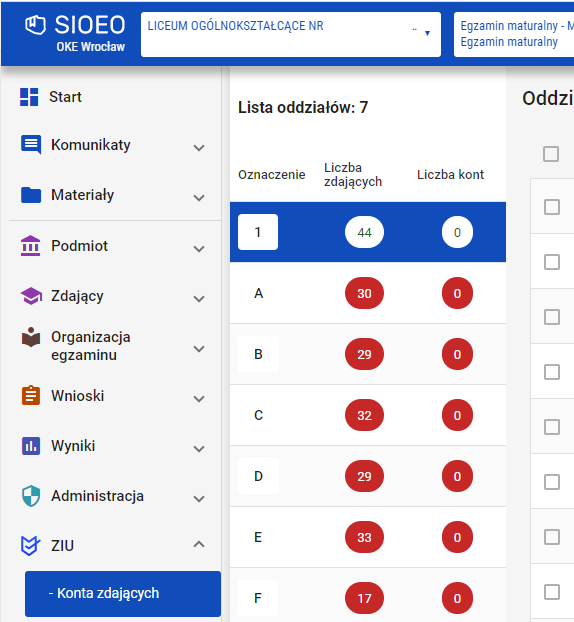 SIOEO
OKE Wrocław
LICEUM OGÓLNOKSZTAŁCĄCE NR
Egzamin maturalny - M
Egzamin maturalny
Start
Komunikaty
Materiały
Podmiot
Zdający
Organizacja
egzaminu
Wnioski
Wyniki
Administracja
ZIU
- Konta zdających
Lista oddziałów: 7
Oznaczenie Liczba zdających Liczba kont
1 44 0
A 30 0
B 29 0
C 32 0
D 29 0
E 33 0
F 17 0
Oddzi